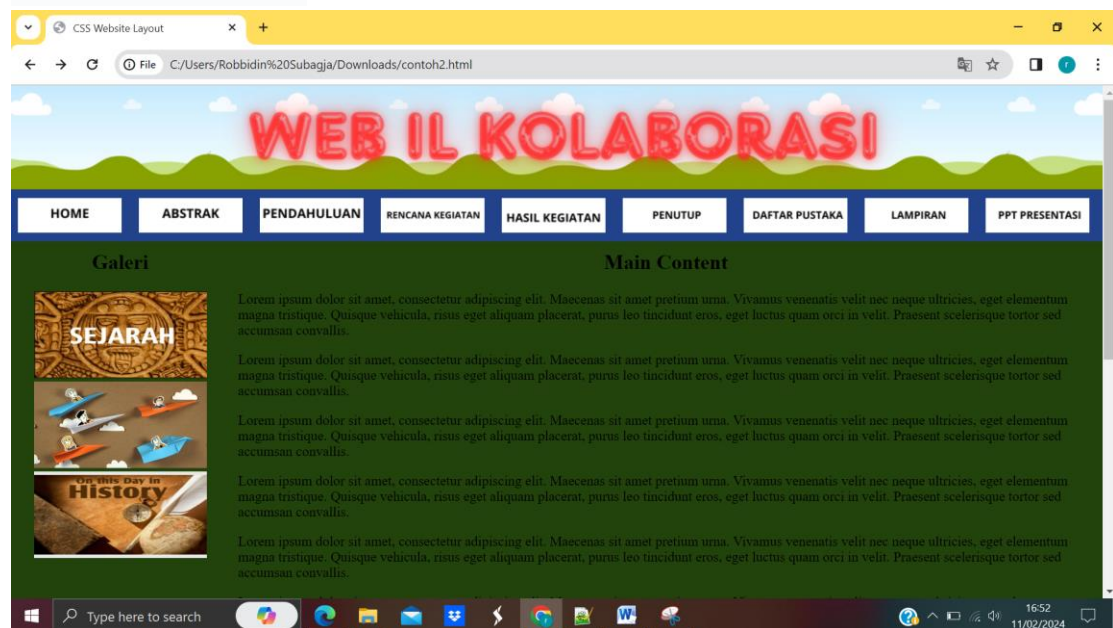 CSS Website Layout
File C:/Users/Robbidin%20Subagja/Downloads/contoh2.html
WEB IL KOLABORASI
HOME ABSTRAK PENDAHULUAN RENCANA KEGIATAN HASIL KEGIATAN PENUTUP DAFTAR PUSTAKA LAMPIRAN PPT PRESENTASI
Galeri
SEJARAH
On this Day in
History
Main Content
Lorem ipsum dolor sit amet, consectetur adipiscing elit. Maecenas sit amet pretium urna. Vivamus venenatis velit nec neque ultricies, eget elementum
magna tristique. Quisque vehicula, risus eget aliquam placerat, purus leo tincidunt eros, eget luctus quam orci in velit. Praesent scelerisque tortor sed
accumsan convallis.
Lorem ipsum dolor sit amet, consectetur adipiscing elit. Maecenas sit amet pretium urna. Vivamus venenatis velit nec neque ultricies, eget elementum
magna tristique. Quisque vehicula, risus eget aliquam placerat, purus leo tincidunt eros, eget luctus quam orci in velit. Praesent scelerisque tortor sed
accumsan convallis.
Lorem ipsum dolor sit amet, consectetur adipiscing elit. Maecenas sit amet pretium urna. Vivamus venenatis velit nec neque ultricies, eget elementum
magna tristique. Quisque vehicula, risus eget aliquam placerat, purus leo tincidunt eros, eget luctus quam orci in velit. Praesent scelerisque tortor sed
accumsan convallis.
Lorem ipsum dolor sit amet, consectetur adipiscing elit. Maecenas sit amet pretium urna. Vivamus venenatis velit nec neque ultricies, eget elementum
magna tristique. Quisque vehicula, risus eget aliquam placerat, purus leo tincidunt eros, eget luctus quam orci in velit. Praesent scelerisque tortor sed
accumsan convallis.
Lorem ipsum dolor sit amet, consectetur adipiscing elit. Maecenas sit amet pretium urna. Vivamus venenatis velit nec neque ultricies, eget elementum
magna tristique. Quisque vehicula, risus eget aliquam placerat, purus leo tincidunt eros, eget luctus quam orci in velit. Praesent scelerisque tortor sed
accumsan convallis.
Type here to search
16:52
11/02/2024